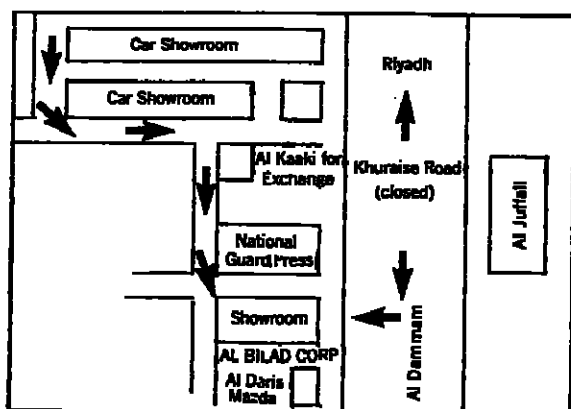 Car Showroom
Riyadh
Car Showroom
Al Kaaki for
Exchange
Khuraise Road
(closed)
Al Juffali
National
Guard Press
Showroom
AL BILAD CORP
Al Daris
Mazda
Al Dammam